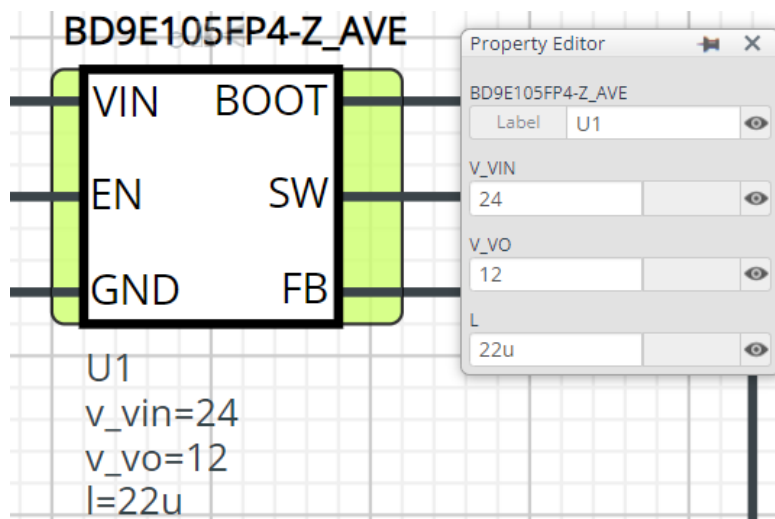 BD9E105FP4-Z_AVE
VIN BOOT
EN SW
GND FB
U1
v_vin=24
v_vo=12
l=22u
Property Editor
BD9E105FP4-Z_AVE
Label U1
V_VIN
24
V_VO
12
L
22u